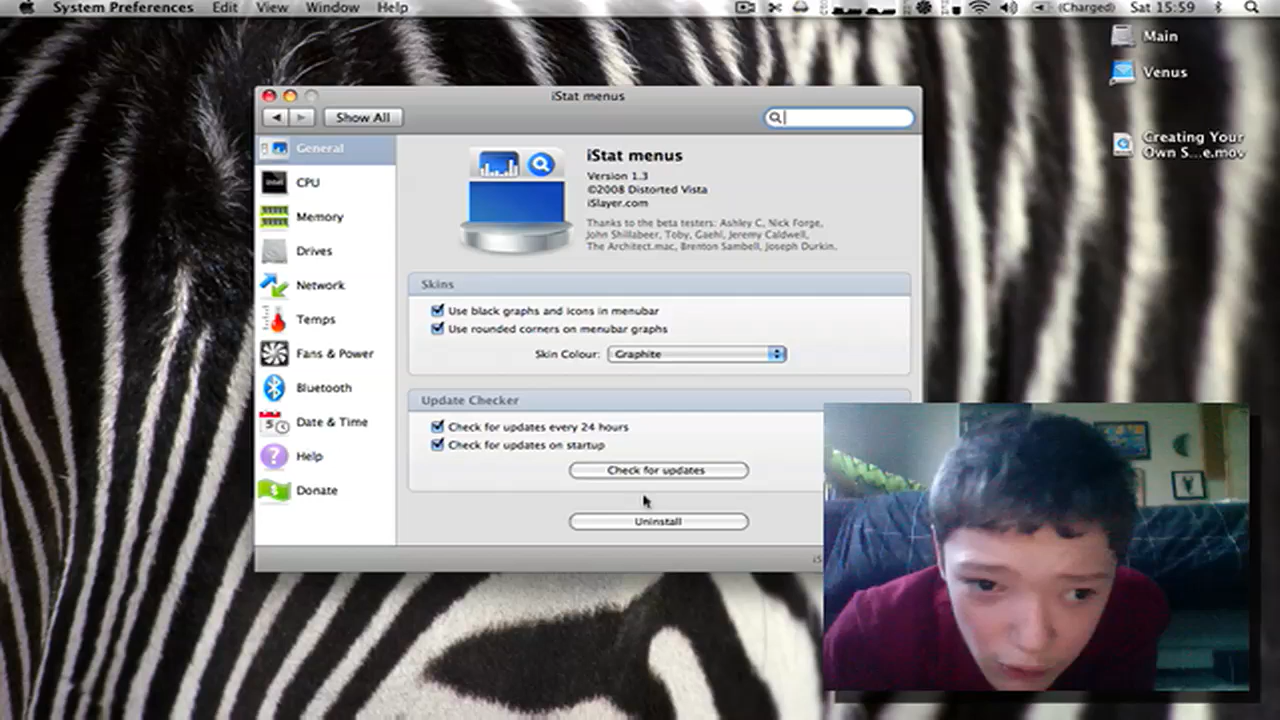 System Preferences Edit View Window Help (Charged) Sat 15:59
Main
Venus
Creating Your
Own S...e.mov
iStat menus
Show All
General
CPU
Memory
Drives
Network
Temps
Fans & Power
Bluetooth
Date & Time
Help
Donate
iStat menus
Version 1.3
©2008 Distorted Vista
iSlayer.com
Thanks to the beta testers: Ashley C, Nick Forge,
John Shillabeer, Toby, Gaehl, Jeremy Caldwell,
The Architect.mac, Brenton Sambell, Joseph Durkin.
Skins
Use black graphs and icons in menubar
Use rounded corners on menubar graphs
Skin Colour: Graphite
Update Checker
Check for updates every 24 hours
Check for updates on startup
Check for updates
Uninstall